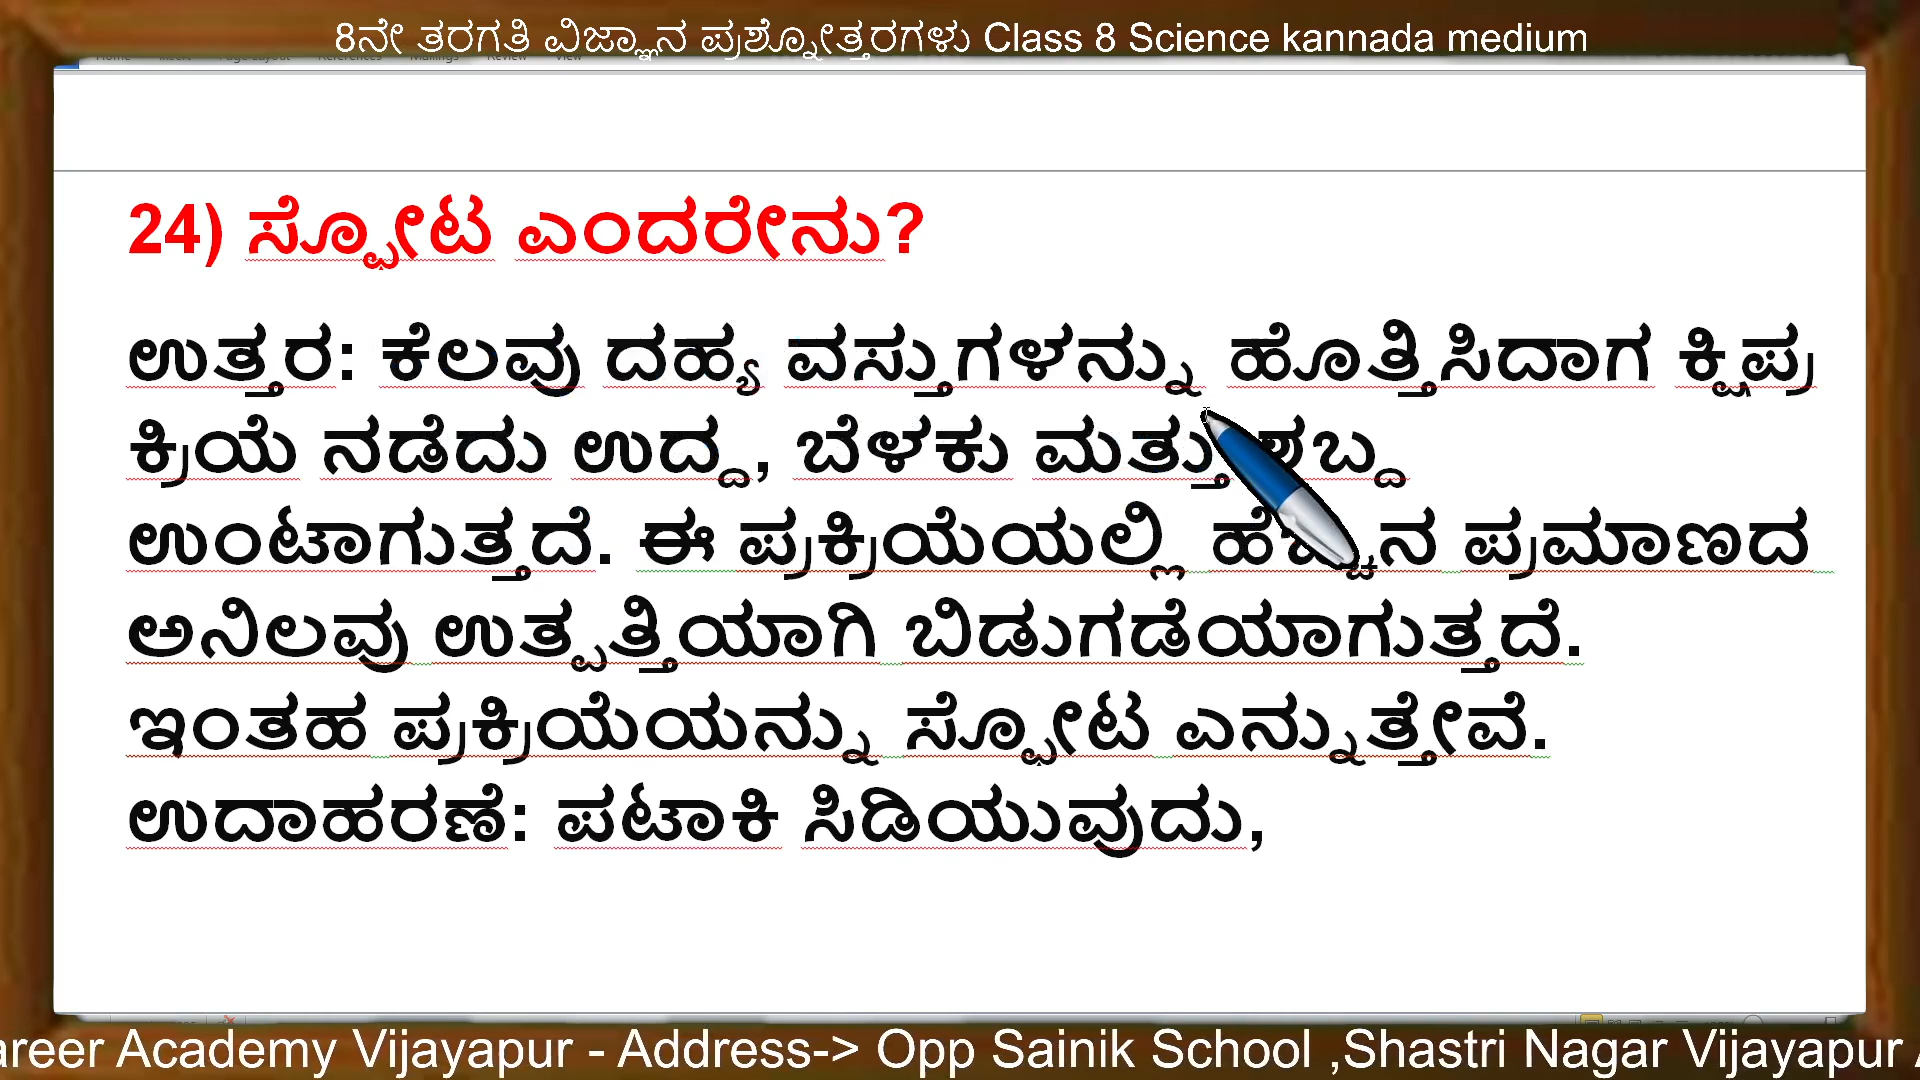 8ನೇ ತರಗತಿ ವಿಜ್ಞಾನ ಪ್ರಶ್ನೋತ್ತರಗಳು Class 8 Science kannada medium
24) ಸ್ಫೋಟ ಎಂದರೇನು?
ಉತ್ತರ: ಕೆಲವು ದಹ್ಯ ವಸ್ತುಗಳನ್ನು ಹೊತ್ತಿಸಿದಾಗ ಕ್ಷಿಪ್ರ
ಕ್ರಿಯೆ ನಡೆದು ಉದ್ದ, ಬೆಳಕು ಮತ್ತು ಶಬ್ದ
ಉಂಟಾಗುತ್ತದೆ. ಈ ಪ್ರಕ್ರಿಯೆಯಲ್ಲಿ ಹೆಚ್ಚಿನ ಪ್ರಮಾಣದ
ಅನಿಲವು ಉತ್ಪತ್ತಿಯಾಗಿ ಬಿಡುಗಡೆಯಾಗುತ್ತದೆ.
ಇಂತಹ ಪ್ರಕ್ರಿಯೆಯನ್ನು ಸ್ಫೋಟ ಎನ್ನುತ್ತೇವೆ.
ಉದಾಹರಣೆ: ಪಟಾಕಿ ಸಿಡಿಯುವುದು,
areer Academy Vijayapur - Address-> Opp Sainik School ,Shastri Nagar Vijayapur